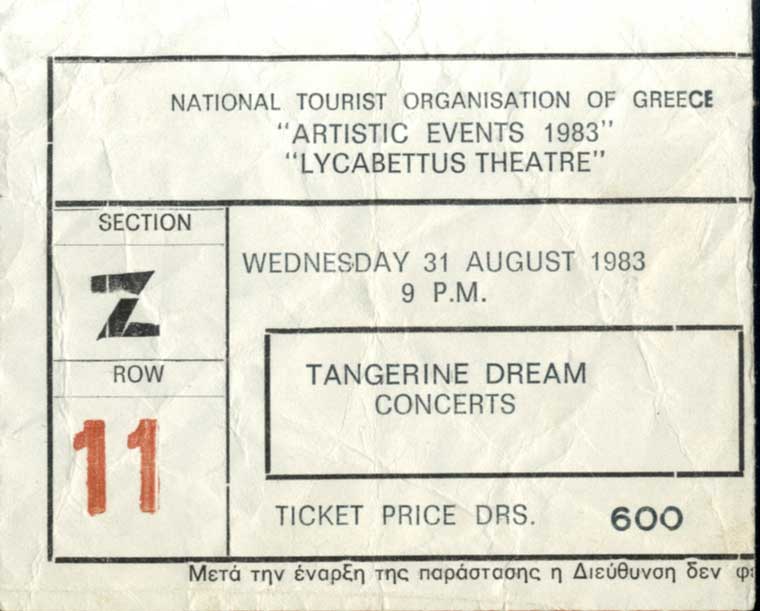 NATIONAL TOURIST ORGANISATION OF GREECE
"ARTISTIC EVENTS 1983"
"LYCABETTUS THEATRE"
SECTION
Z
ROW
11
WEDNESDAY 31 AUGUST 1983
9 P.M.
TANGERINE DREAM
CONCERTS
TICKET PRICE DRS. 600
Μετά την έναρξη της παράστασης η Διεύθυνση δεν